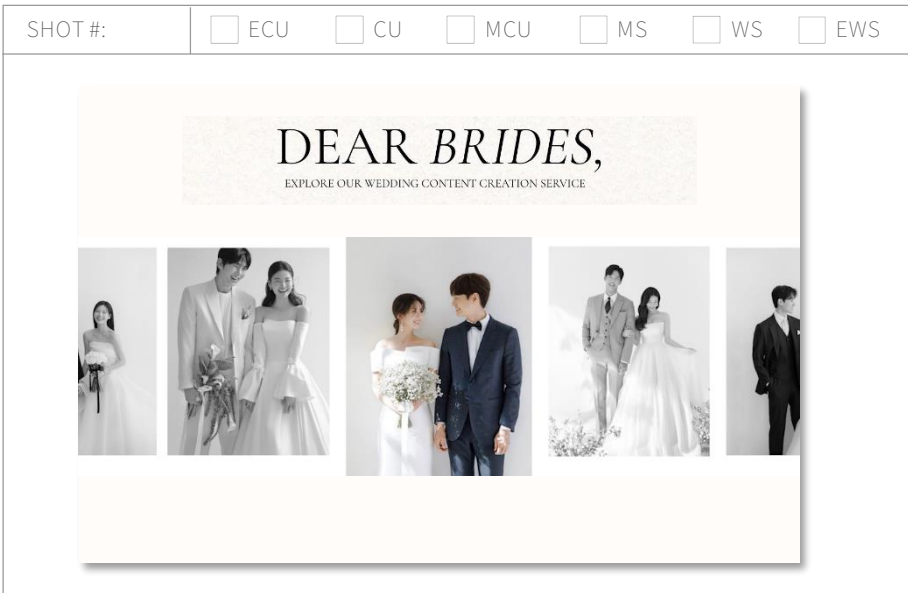 SHOT #:
ECU CU MCU MS WS EWS
DEAR BRIDES,
EXPLORE OUR WEDDING CONTENT CREATION SERVICE